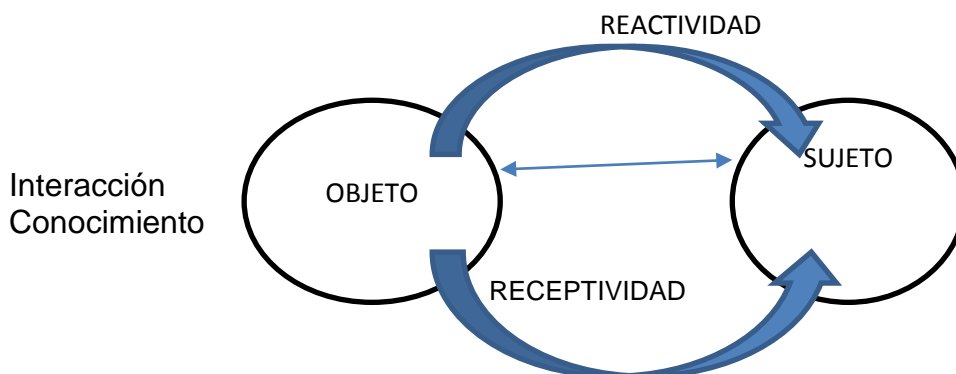 REACTIVIDAD
SUJETO
OBJETO
Interacción
Conocimiento
RECEPTIVIDAD